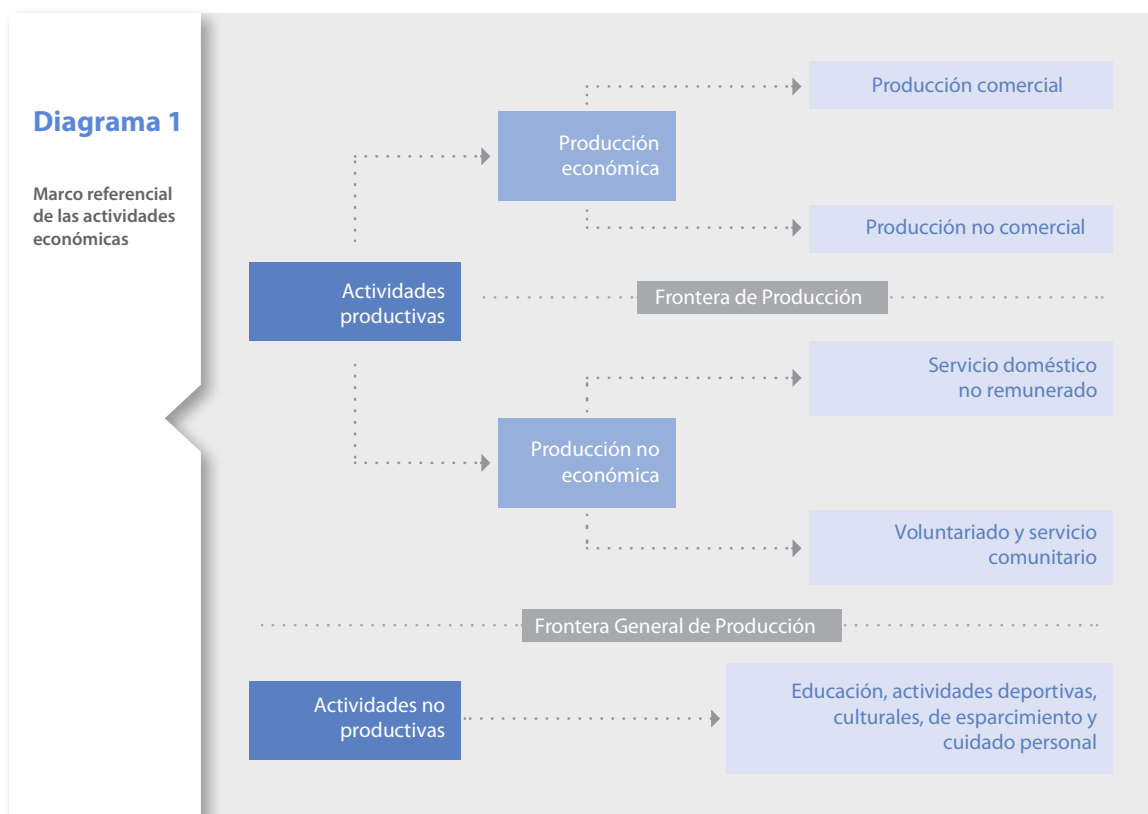 Diagrama 1
Marco referencial
de las actividades
económicas
Producción comercial
Producción
económica
Producción no comercial
Actividades
productivas
Frontera de Producción
Servicio doméstico
no remunerado
Producción no
económica
Voluntariado y servicio
comunitario
Frontera General de Producción
Actividades no
productivas
Educación, actividades deportivas,
culturales, de esparcimiento y
cuidado personal